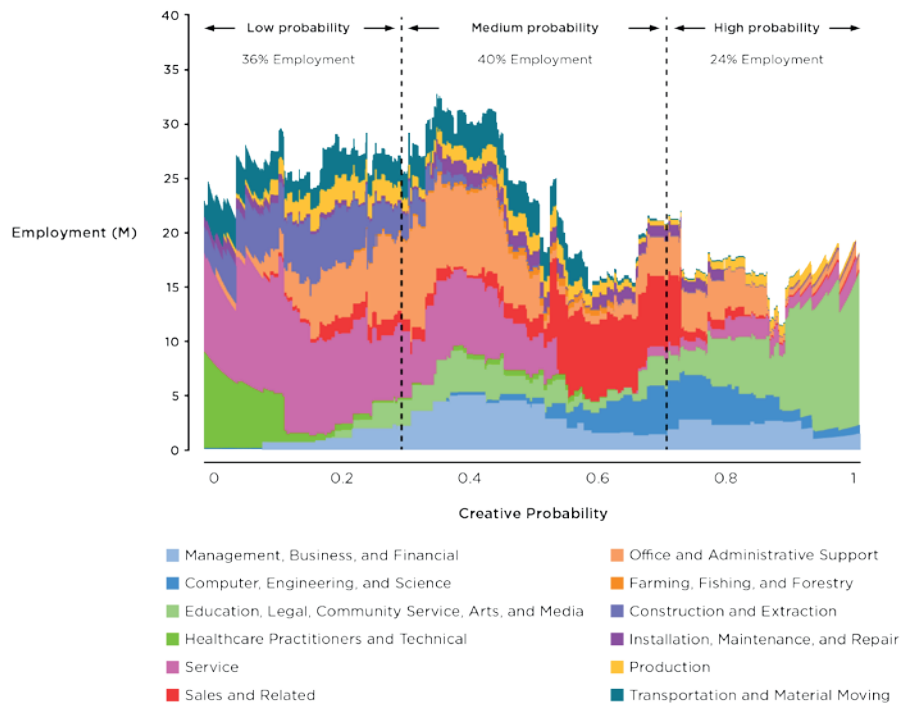 40
Low probability
Medium probability
High probability
36% Employment
40% Employment
24% Employment
35
30
25
Employment (M)
20
15
10
5
0
0
0.2
0.4
0.6
0.8
1
Creative Probability
Management, Business, and Financial
Computer, Engineering, and Science
Education, Legal, Community Service, Arts, and Media
Healthcare Practitioners and Technical
Service
Sales and Related
Office and Administrative Support
Farming, Fishing, and Forestry
Construction and Extraction
Installation, Maintenance, and Repair
Production
Transportation and Material Moving